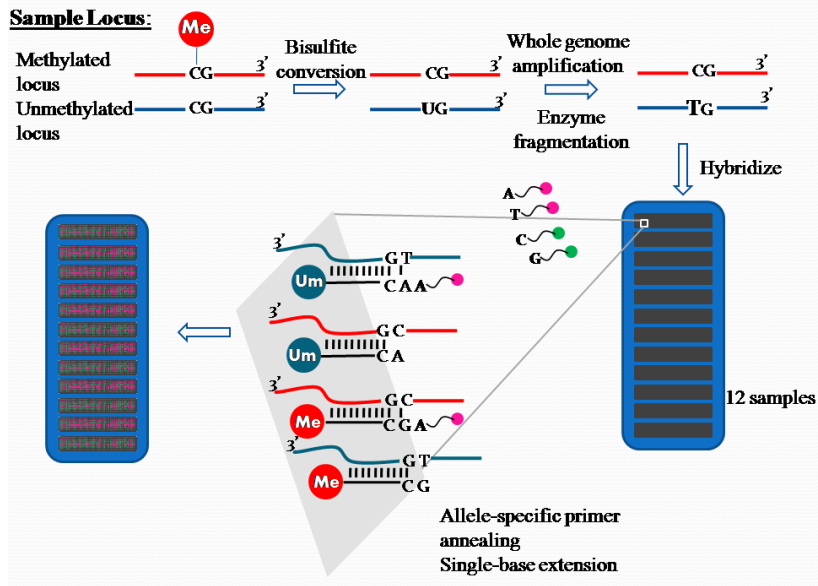 Sample Locus:
Me
Methylated
locus
CG
3’
Unmethylated
locus
CG
3’
Bisulfite
conversion
CG
3’
UG
3’
Whole genome
amplification
Enzyme
fragmentation
CG
3’
TG
3’
Hybridize
A
T
C
G
12 samples
3’
GT
Um
CAA
3’
GC
Um
CA
3’
GC
Me
CGA
3’
GT
Me
CG
Allele-specific primer
annealing
Single-base extension